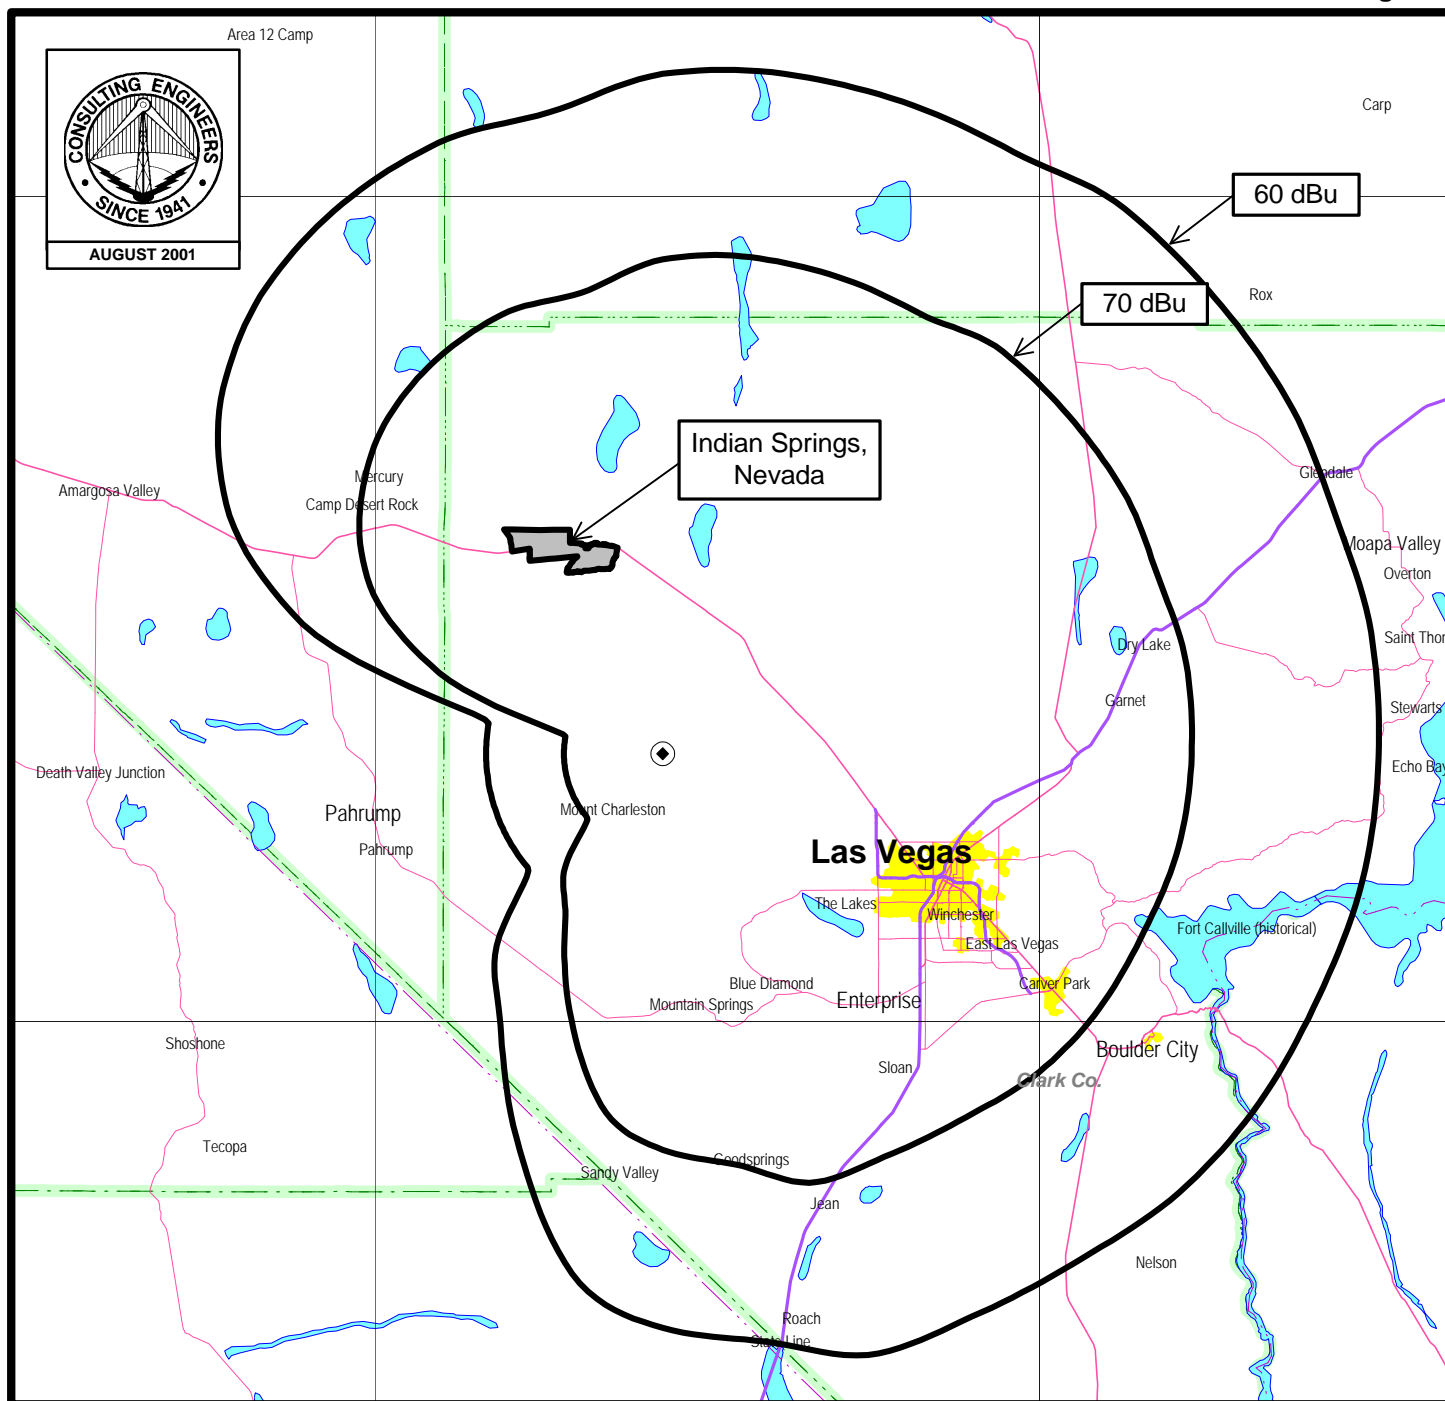 Area 12 Camp
CONSULTING ENGINEERS
SINCE 1941
AUGUST 2001
Carp
60 dBu
70 dBu
Rox
Indian Springs,
Nevada
Mercury
Amargosa Valley
Camp Desert Rock
Glendale
Moapa Valley
Overton
Saint Thor
Dry Lake
Garnet
Stewarts
Death Valley Junction
Echo Bay
Pahrump
Mount Charleston
Pahrump
Las Vegas
The Lakes
Winchester
East Las Vegas
Fort Callville (historical)
Blue Diamond
Carver Park
Mountain Springs
Enterprise
Shoshone
Boulder City
Sloan
Clark Co.
Tecopa
Goodsprings
Sandy Valley
Jean
Nelson
Roach
State Line